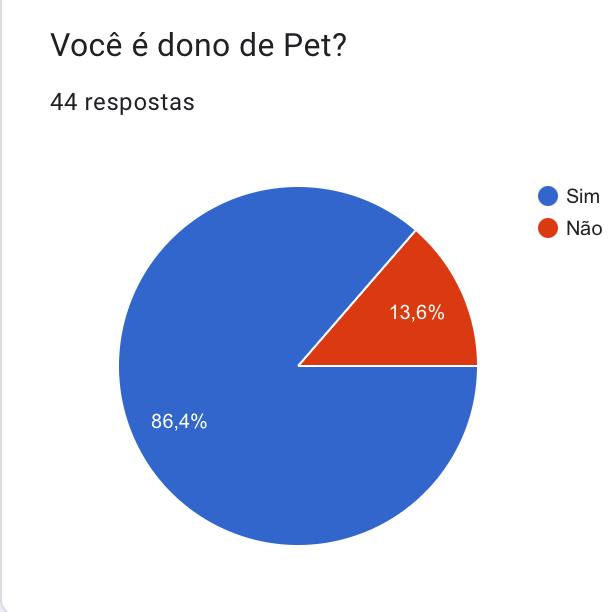 Você é dono de Pet?
44 respostas
Sim
Não
13,6%
86,4%